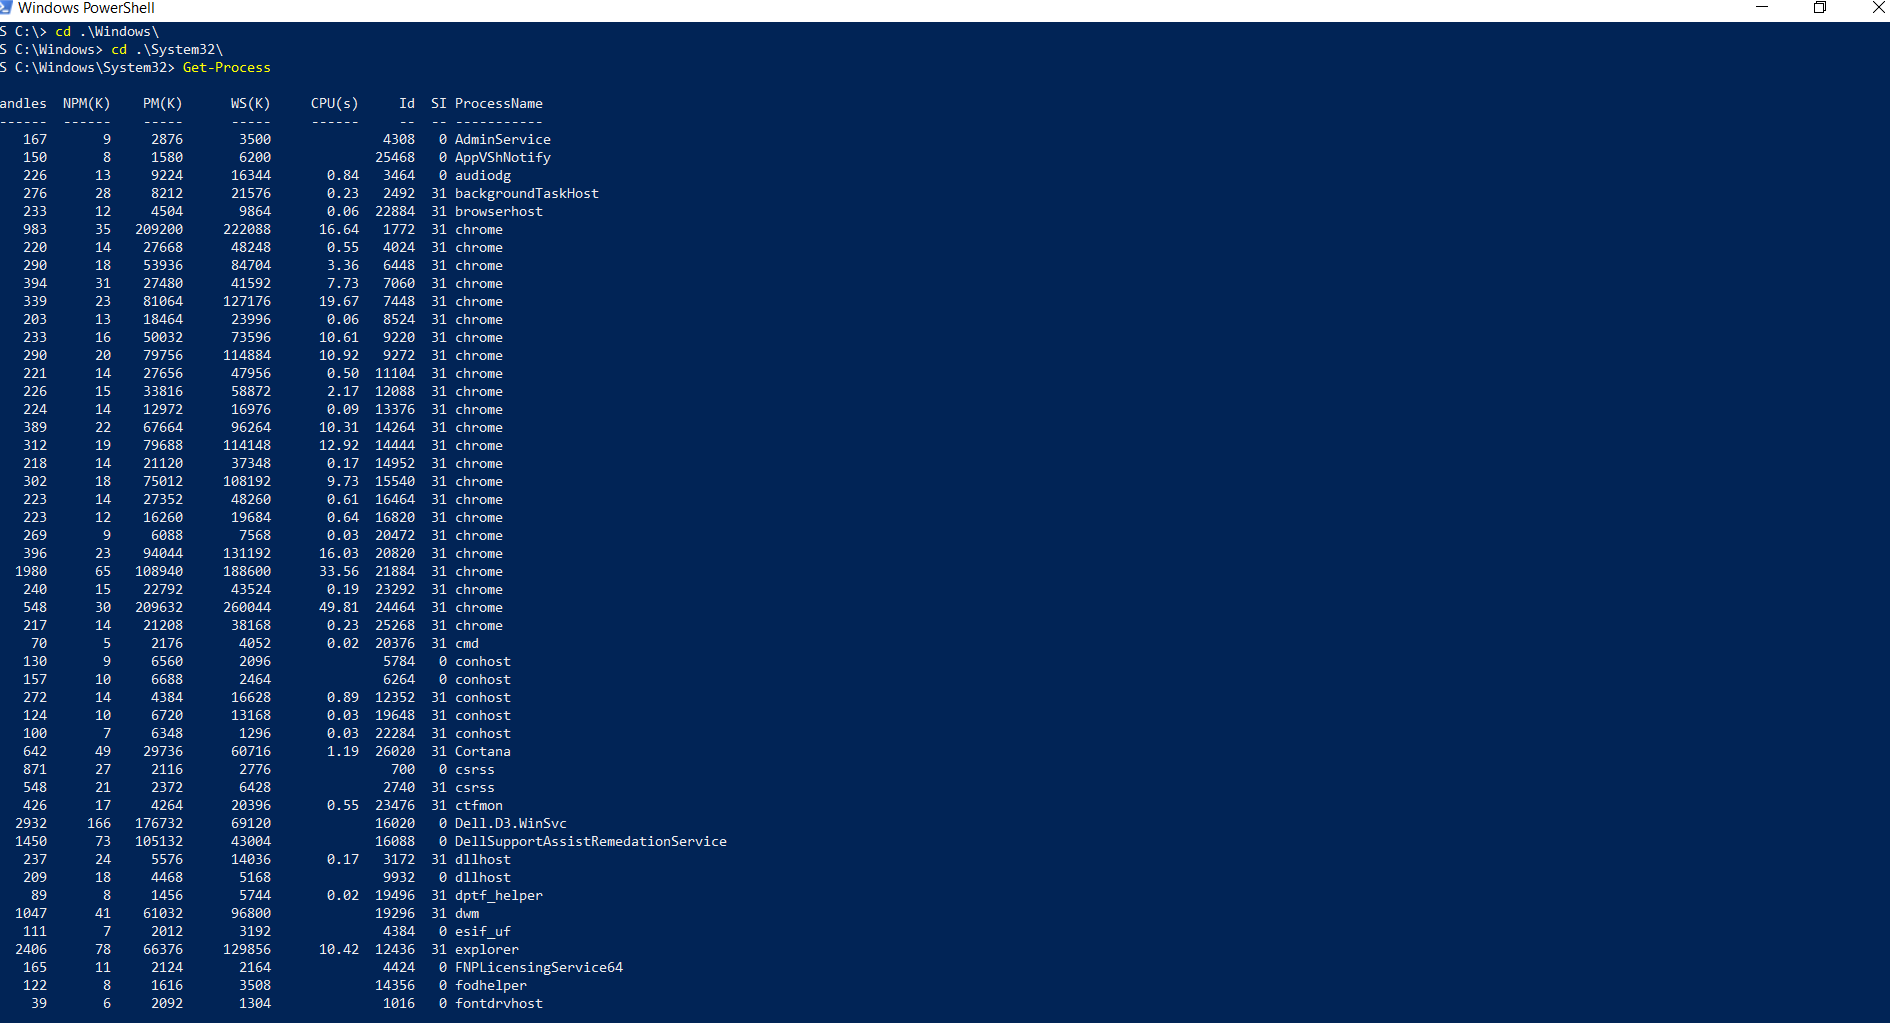 Windows PowerShell
S C:\> cd .\Windows\
S C:\Windows> cd .\System32\
S C:\Windows\System32> Get-Process
andles  NPM(K)    PM(K)      WS(K)     CPU(s)     Id  SI ProcessName
------  ------    -----      -----     ------     --  -- -----------
167       9     2876       3500               4308   0 AdminService
150       8     1580       6200              25468   0 AppVShNotify
226      13     9224      16344       0.84   3464   0 audiodg
276      28     8212      21576       0.23   2492  31 backgroundTaskHost
233      12     4504       9864       0.06  22884  31 browserhost
983      35   209200     222088      16.64   1772  31 chrome
220      14    27668      48248       0.55   4024  31 chrome
290      18    53936      84704       3.36   6448  31 chrome
394      31    27480      41592       7.73   7060  31 chrome
339      23    81064     127176      19.67   7448  31 chrome
203      13    18464      23996       0.06   8524  31 chrome
233      16    50032      73596      10.61   9220  31 chrome
290      20    79756     114884      10.92   9272  31 chrome
221      14    27656      47956       0.50  11104  31 chrome
226      15    33816      58872       2.17  12088  31 chrome
224      14    12972      16976       0.09  13376  31 chrome
389      22    67664      96264      10.31  14264  31 chrome
312      19    79688     114148      12.92  14444  31 chrome
218      14    21120      37348       0.17  14952  31 chrome
302      18    75012     108192       9.73  15540  31 chrome
223      14    27352      48260       0.61  16464  31 chrome
223      12    16260      19684       0.64  16820  31 chrome
269       9     6088       7568       0.03  20472  31 chrome
396      23    94044     131192      16.03  20820  31 chrome
1980      65   108940     188600      33.56  21884  31 chrome
240      15    22792      43524       0.19  23292  31 chrome
548      30   209632     260044      49.81  24464  31 chrome
217      14    21208      38168       0.23  25268  31 chrome
70       5     2176       4052       0.02  20376  31 cmd
130       9     6560       2096               5784   0 conhost
157      10     6688       2464               6264   0 conhost
272      14     4384      16628       0.89  12352  31 conhost
124      10     6720      13168       0.03  19648  31 conhost
100       7     6348       1296       0.03  22284  31 conhost
642      49    29736      60716       1.19  26020  31 Cortana
871      27     2116       2776                700   0 csrss
548      21     2372       6428               2740  31 csrss
426      17     4264      20396       0.55  23476  31 ctfmon
2932     166   176732      69120              16020   0 Dell.D3.WinSvc
1450      73   105132      43004              16088   0 DellSupportAssistRemedationService
237      24     5576      14036       0.17   3172  31 dllhost
209      18     4468       5168               9932   0 dllhost
89       8     1456       5744       0.02  19496  31 dptf_helper
1047      41    61032      96800              19296  31 dwm
111       7     2012       3192               4384   0 esif_uf
2406      78    66376     129856      10.42  12436  31 explorer
165      11     2124       2164               4424   0 FNPLicensingService64
122       8     1616       3508              14356   0 fodhelper
39       6     2092       1304               1016   0 fontdrvhost